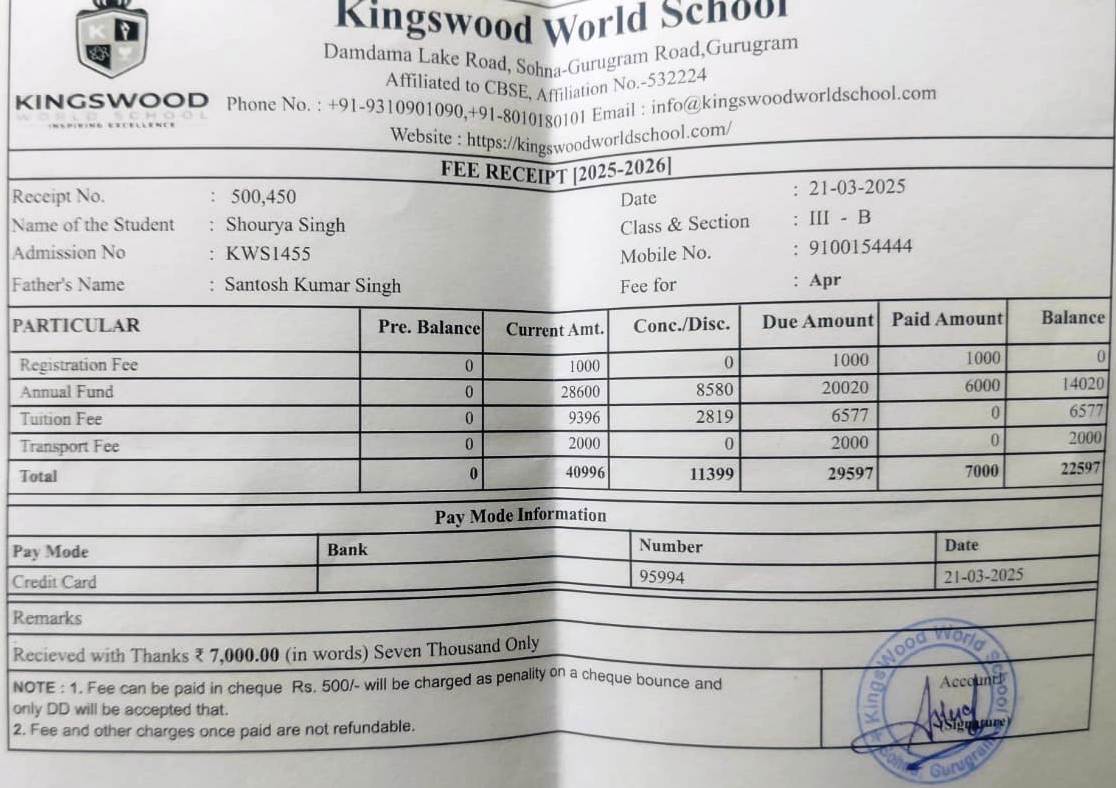 Kingswood World School
Damdama Lake Road, Sohna-Gurugram Road,Gurugram
Affiliated to CBSE, Affiliation No.-532224
KINGSWOOD
WORLD SCHOOL
INSPIRING EXCELLENCE
Phone No. : +91-9310901090,+91-8010180101 Email : info@kingswoodworldschool.com
Website : https://kingswoodworldschool.com/
FEE RECEIPT [2025-2026]
Receipt No. : 500,450 Date : 21-03-2025
Name of the Student : Shourya Singh Class & Section : III - B
Admission No : KWS1455 Mobile No. : 9100154444
Father's Name : Santosh Kumar Singh Fee for : Apr
PARTICULAR Pre. Balance Current Amt. Conc./Disc. Due Amount Paid Amount Balance
Registration Fee 0 1000 0 1000 1000 0
Annual Fund 0 28600 8580 20020 6000 14020
Tuition Fee 0 9396 2819 6577 0 6577
Transport Fee 0 2000 0 2000 0 2000
Total 0 40996 11399 29597 7000 22597
Pay Mode Information
Pay Mode Bank Number Date
Credit Card 95994 21-03-2025
Remarks
Recieved with Thanks ₹ 7,000.00 (in words) Seven Thousand Only
NOTE : 1. Fee can be paid in cheque Rs. 500/- will be charged as penality on a cheque bounce and
only DD will be accepted that.
2. Fee and other charges once paid are not refundable.
Account
(Signature)
KingsWood World School
Sohna, Gurugram